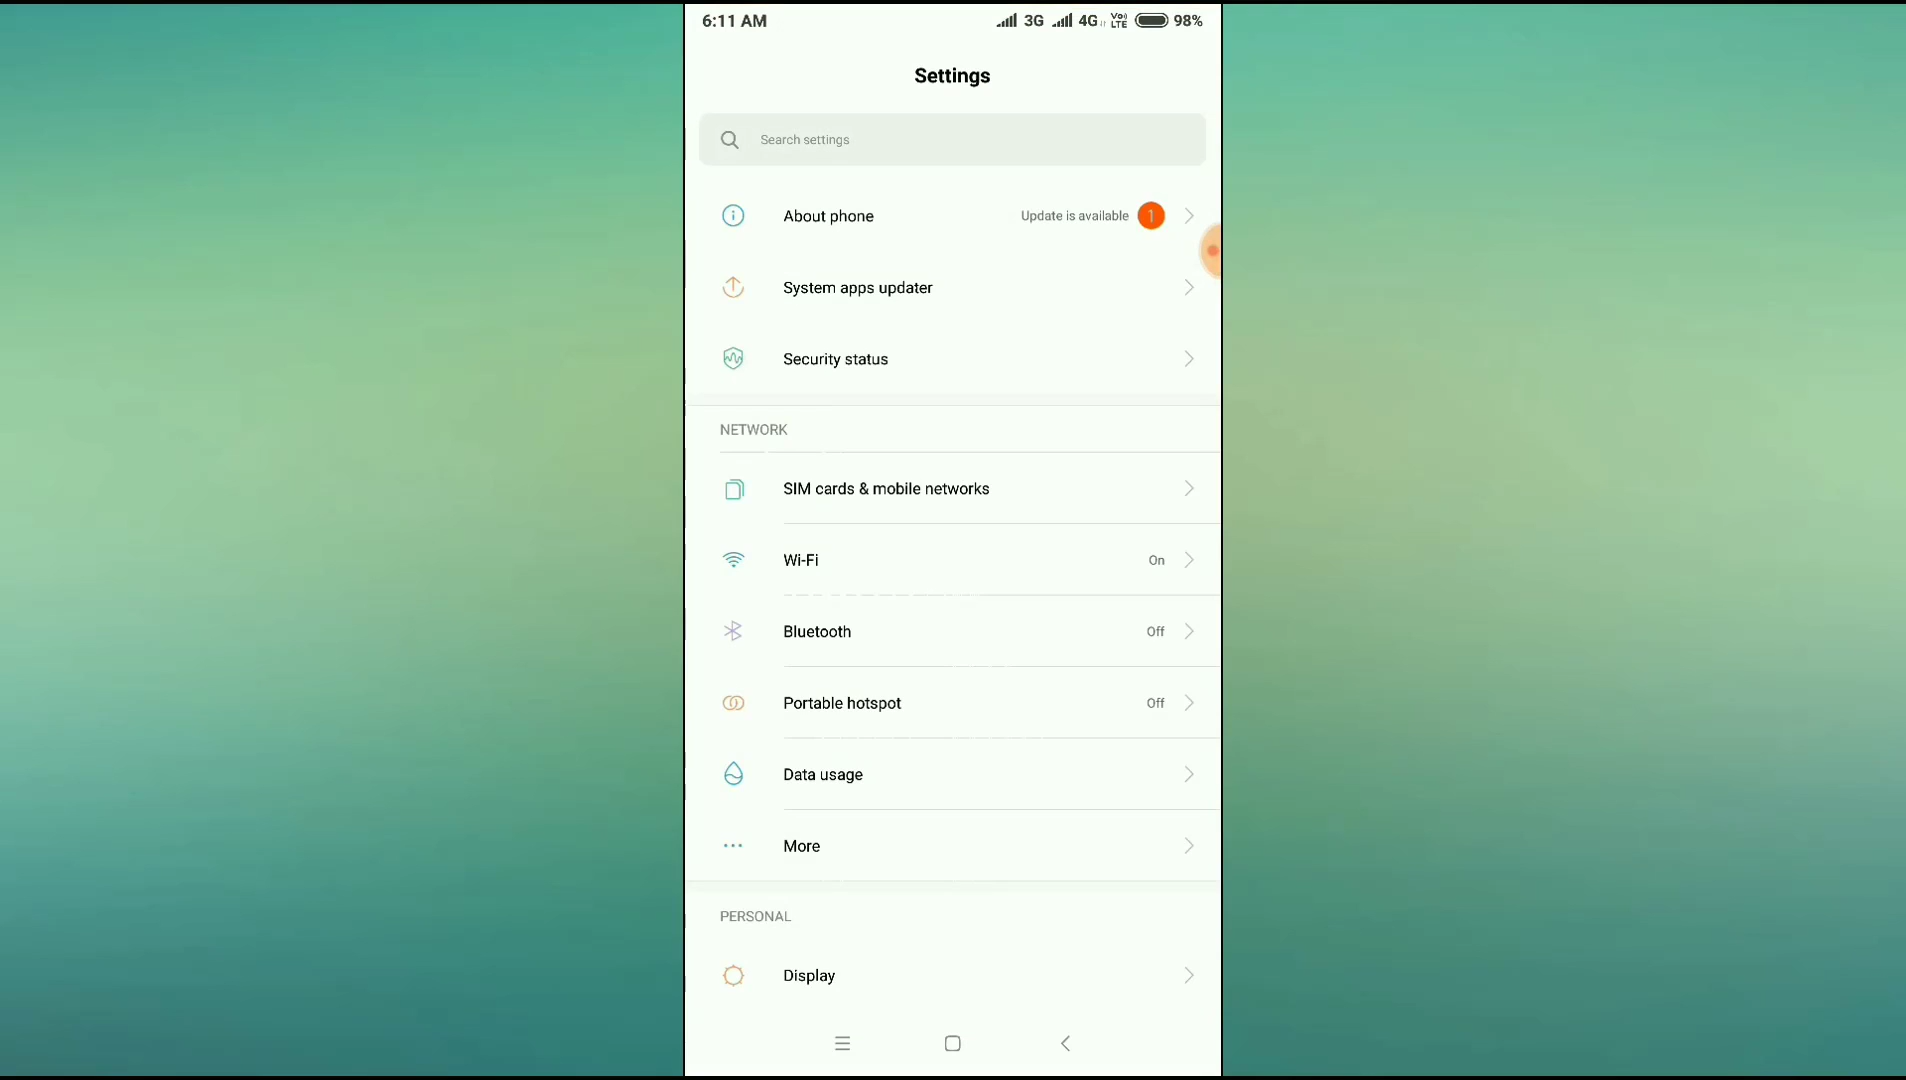 6:11 AM 3G 4G Vo) LTE 98%
Settings
Search settings
About phone Update is available 1
System apps updater
Security status
NETWORK
SIM cards & mobile networks
Wi-Fi On
Bluetooth Off
Portable hotspot Off
Data usage
More
PERSONAL
Display